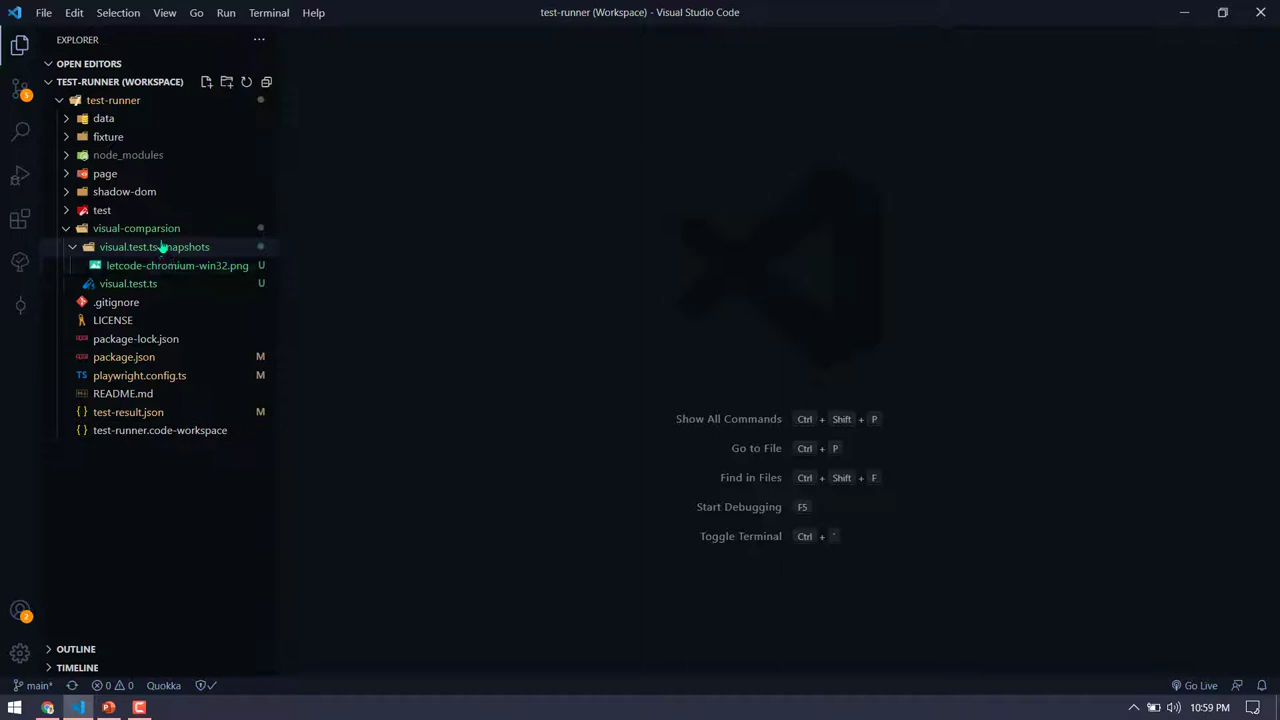 File Edit Selection View Go Run Terminal Help
test-runner (Workspace) - Visual Studio Code
EXPLORER
OPEN EDITORS
TEST-RUNNER (WORKSPACE)
test-runner
data
fixture
node_modules
page
shadow-dom
test
visual-comparsion
visual.test.ts-snapshots
letcode-chromium-win32.png U
visual.test.ts U
.gitignore
LICENSE
package-lock.json
package.json M
TS playwright.config.ts M
README.md
{} test-result.json M
{} test-runner.code-workspace
Show All Commands Ctrl + Shift + P
Go to File Ctrl + P
Find in Files Ctrl + Shift + F
Start Debugging F5
Toggle Terminal Ctrl + `
5
2
OUTLINE
TIMELINE
main* 0 0 Quokka
Go Live
10:59 PM